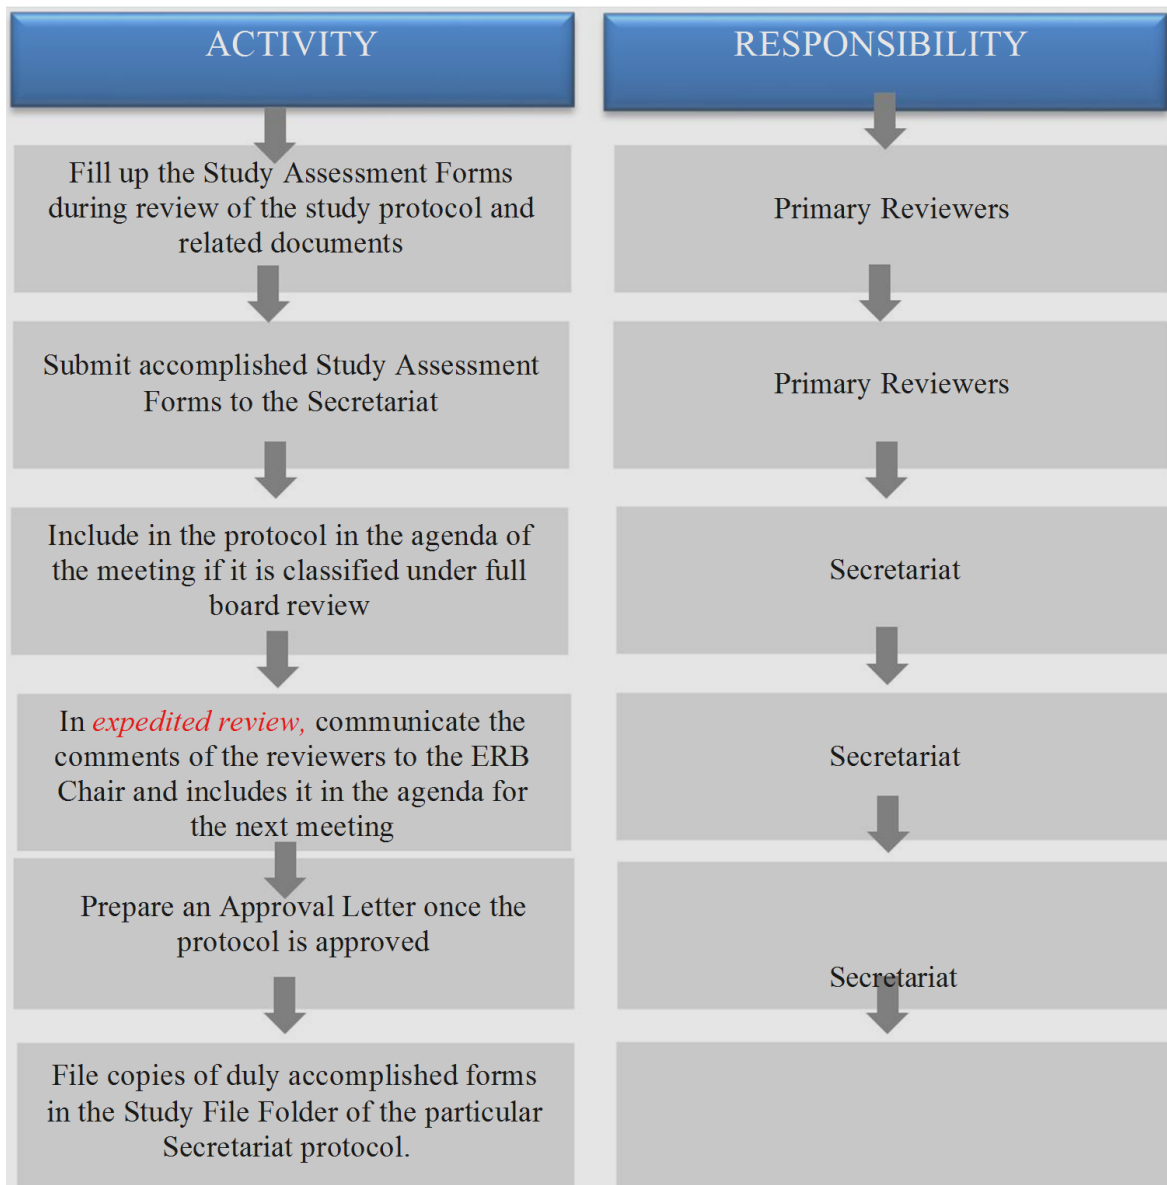 ACTIVITY
RESPONSIBILITY
Fill up the Study Assessment Forms
during review of the study protocol and
related documents
Primary Reviewers
Submit accomplished Study Assessment
Forms to the Secretariat
Primary Reviewers
Include in the protocol in the agenda of
the meeting if it is classified under full
board review
Secretariat
In expedited review, communicate the
comments of the reviewers to the ERB
Chair and includes it in the agenda for
the next meeting
Secretariat
Prepare an Approval Letter once the
protocol is approved
Secretariat
File copies of duly accomplished forms
in the Study File Folder of the particular
Secretariat protocol.